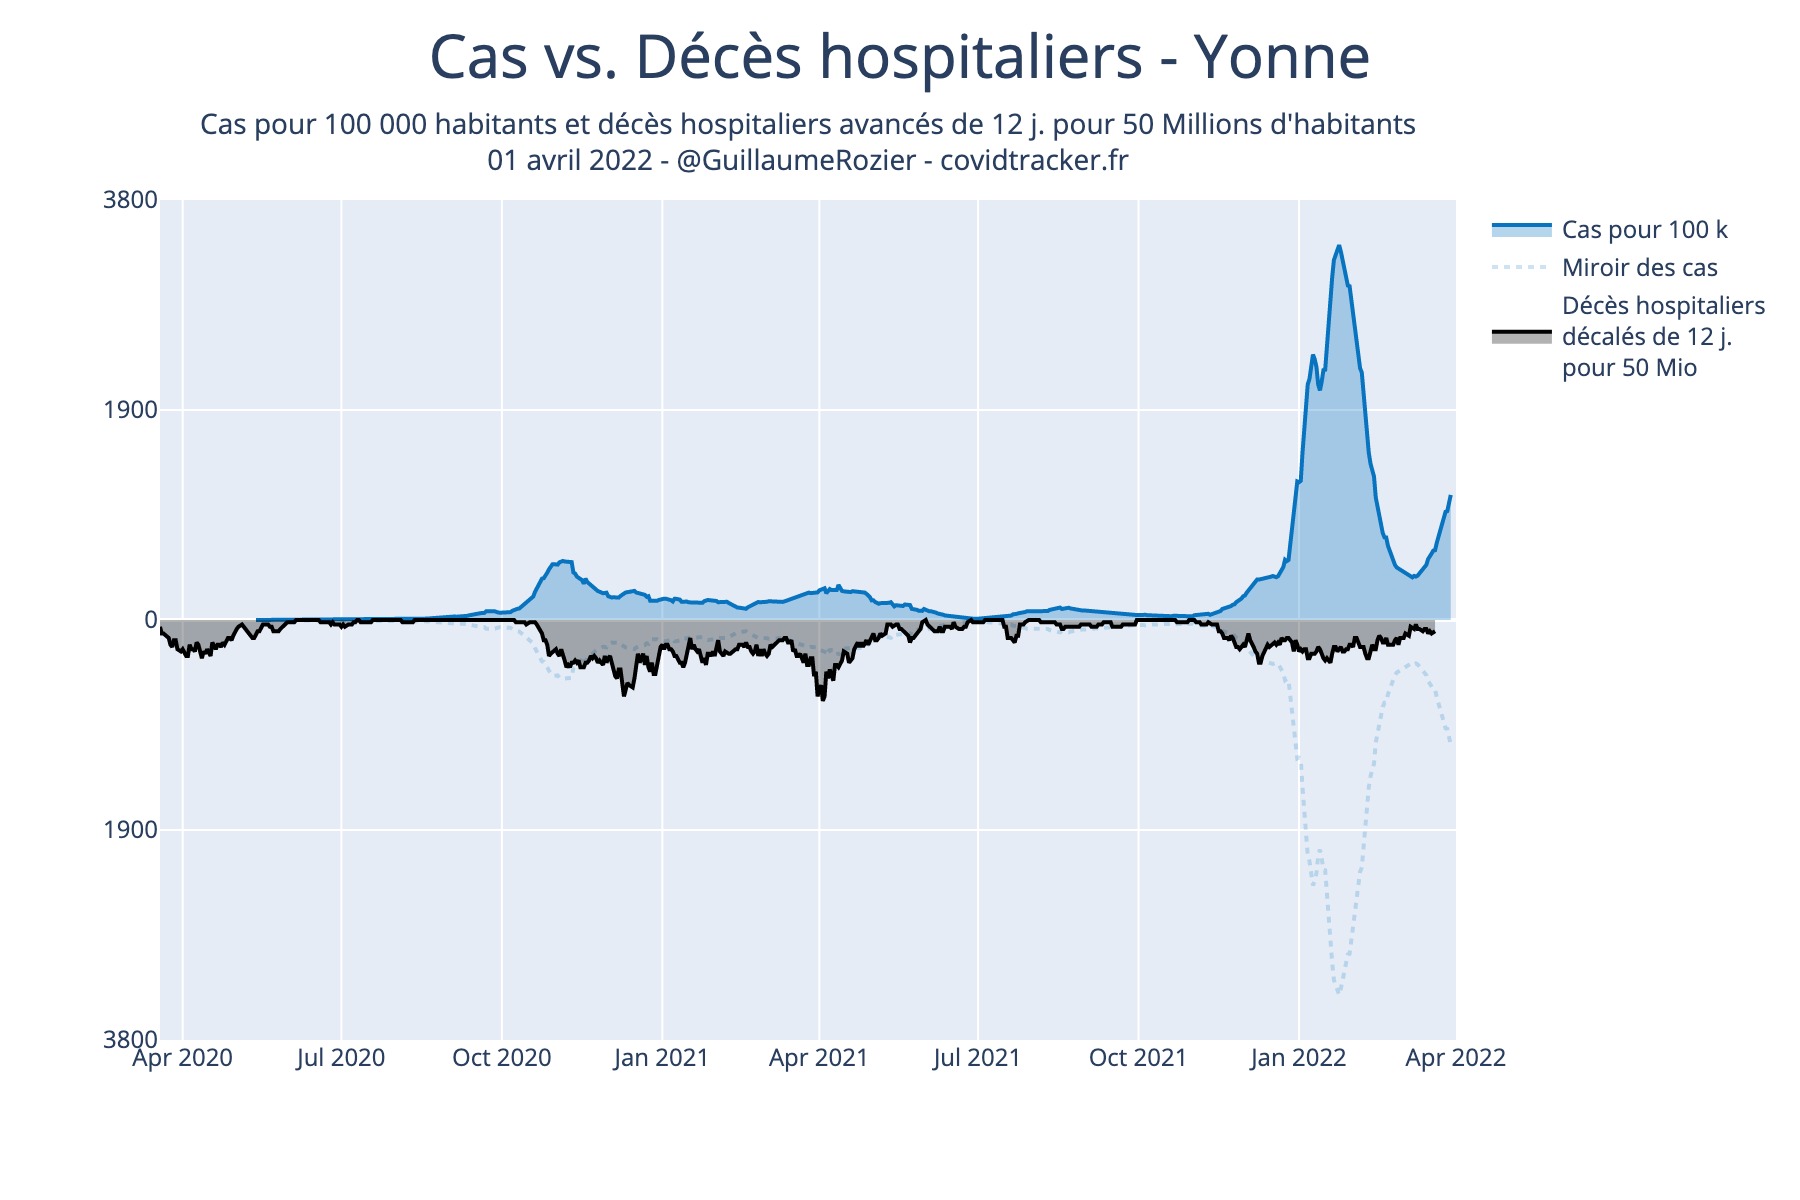 Cas vs. Décès hospitaliers - Yonne
Cas pour 100 000 habitants et décès hospitaliers avancés de 12 j. pour 50 Millions d'habitants
01 avril 2022 - @GuillaumeRozier - covidtracker.fr
3800
1900
0
1900
3800
Apr 2020
Jul 2020
Oct 2020
Jan 2021
Apr 2021
Jul 2021
Oct 2021
Jan 2022
Apr 2022
Cas pour 100 k
Miroir des cas
Décès hospitaliers
décalés de 12 j.
pour 50 Mio